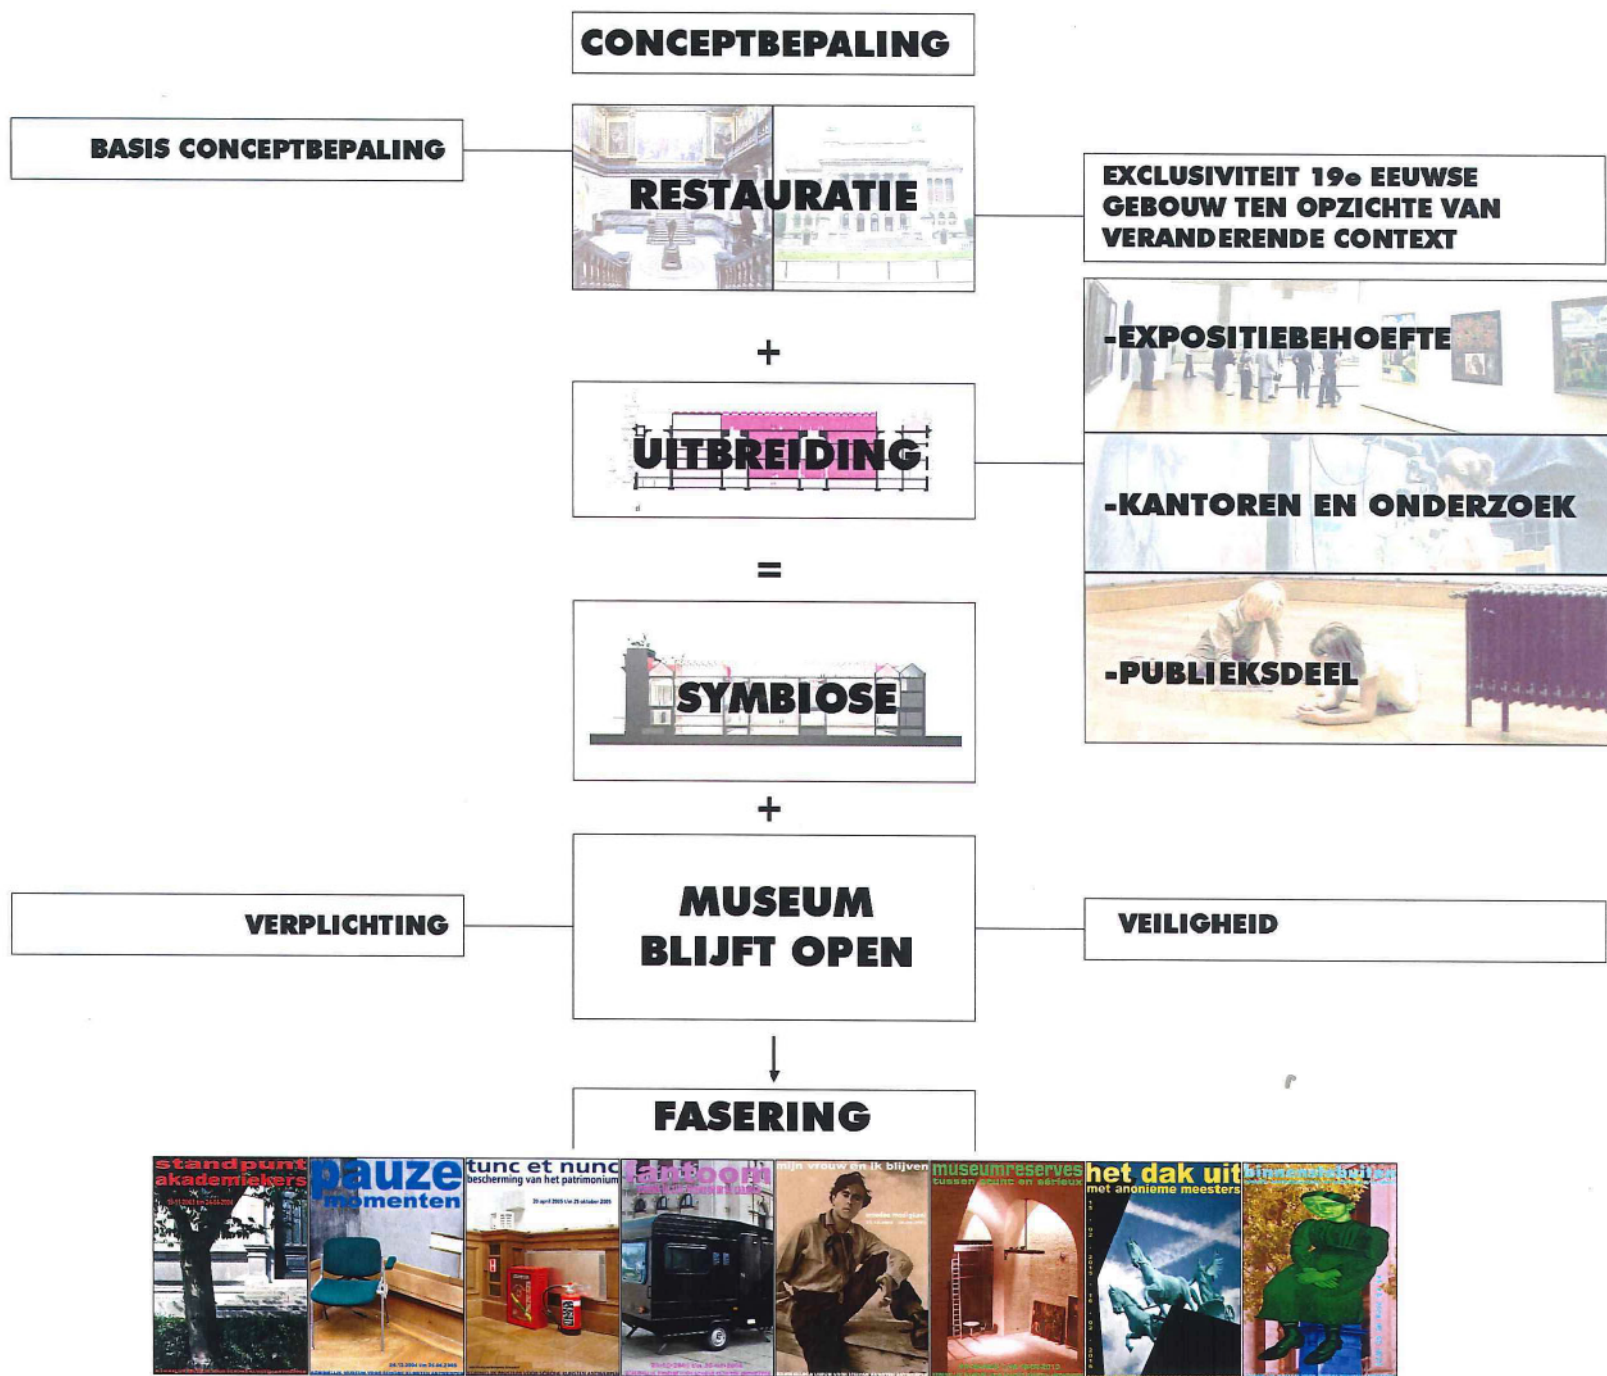 CONCEPTBEPALING
BASIS CONCEPTBEPALING
RESTAURATIE
EXCLUSIVITEIT 19e EEUWSE
GEBOUW TEN OPZICHTE VAN
VERANDERENDE CONTEXT
-EXPOSITIEBEHOEFTE
+
UITBREIDING
-KANTOREN EN ONDERZOEK
=
SYMBIOSE
-PUBLIEKSDEEL
+
MUSEUM
BLIJFT OPEN
VERPLICHTING
VEILIGHEID
FASERING
standpunt
akademiekers
pauze
momenten
tunc et nunc
bescherming van het patrimonium
fantoom
mijn vrouw en ik blijven
museumreserves
tussen stunt en sérieux
het dak uit
met anonieme meesters